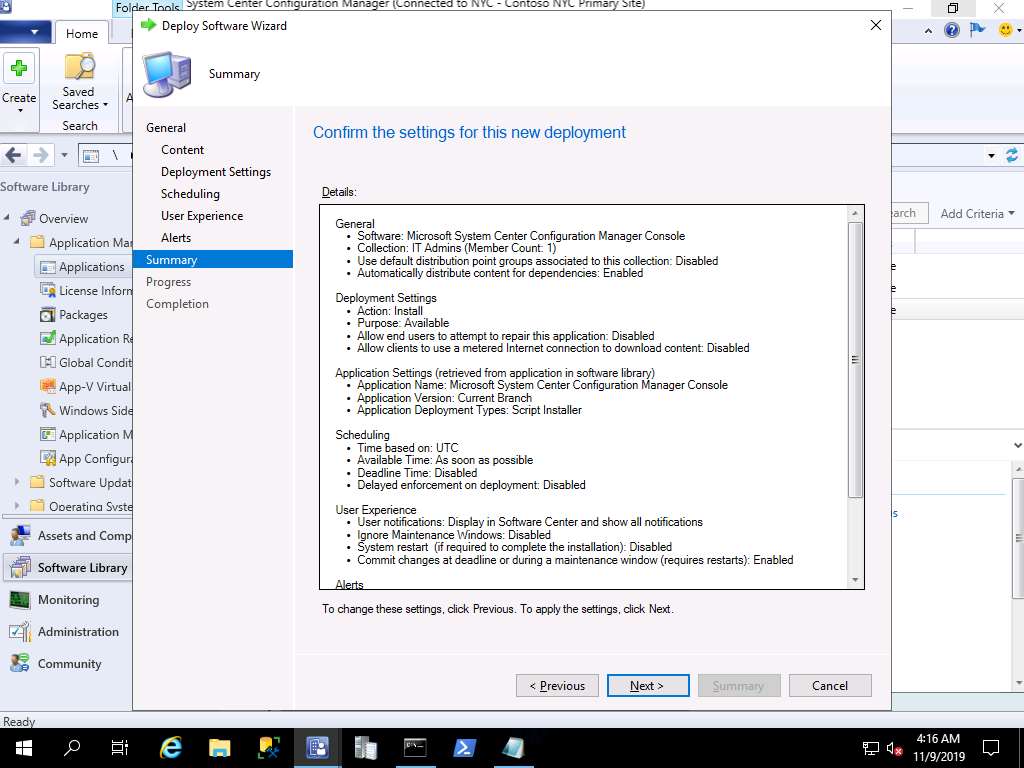 Folder Tools
System Center Configuration Manager (Connected to NYC - Contoso NYC Primary Site)
Home
Create
Saved Searches
Search
Software Library
Overview
Application Mar
Applications
License Inforn
Packages
Application Re
Global Condit
App-V Virtual
Windows Side
Application M
App Configura
Software Updat
Operating Syste
Assets and Comp
Software Library
Monitoring
Administration
Community
Ready
Deploy Software Wizard
Summary
General
Content
Deployment Settings
Scheduling
User Experience
Alerts
Summary
Progress
Completion
Confirm the settings for this new deployment
Details:
General
• Software: Microsoft System Center Configuration Manager Console
• Collection: IT Admins (Member Count: 1)
• Use default distribution point groups associated to this collection: Disabled
• Automatically distribute content for dependencies: Enabled
Deployment Settings
• Action: Install
• Purpose: Available
• Allow end users to attempt to repair this application: Disabled
• Allow clients to use a metered Internet connection to download content: Disabled
Application Settings (retrieved from application in software library)
• Application Name: Microsoft System Center Configuration Manager Console
• Application Version: Current Branch
• Application Deployment Types: Script Installer
Scheduling
• Time based on: UTC
• Available Time: As soon as possible
• Deadline Time: Disabled
• Delayed enforcement on deployment: Disabled
User Experience
• User notifications: Display in Software Center and show all notifications
• Ignore Maintenance Windows: Disabled
• System restart (if required to complete the installation): Disabled
• Commit changes at deadline or during a maintenance window (requires restarts): Enabled
Alerts
To change these settings, click Previous. To apply the settings, click Next.
< Previous
Next >
Summary
Cancel
arch
Add Criteria
4:16 AM
11/9/2019